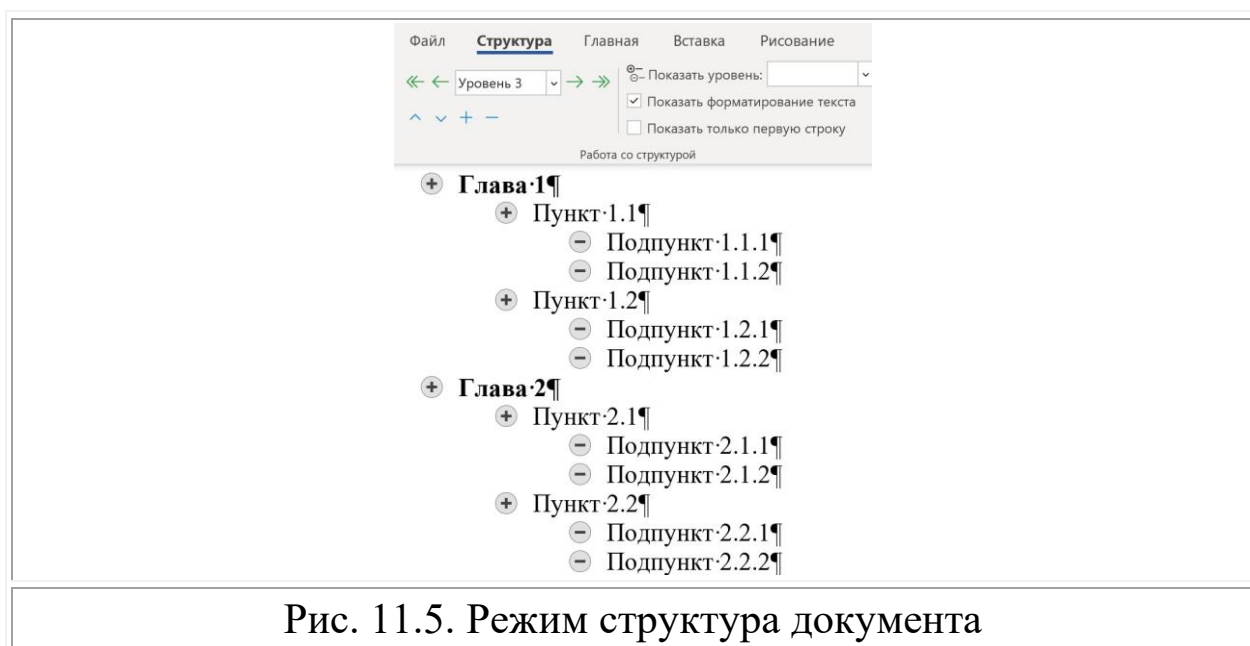 Файл Структура Главная Вставка Рисование
Уровень 3 Показать уровень:
Показать форматирование текста
Показать только первую строку
Работа со структурой
Глава·1¶
Пункт·1.1¶
Подпункт·1.1.1¶
Подпункт·1.1.2¶
Пункт·1.2¶
Подпункт·1.2.1¶
Подпункт·1.2.2¶
Глава·2¶
Пункт·2.1¶
Подпункт·2.1.1¶
Подпункт·2.1.2¶
Пункт·2.2¶
Подпункт·2.2.1¶
Подпункт·2.2.2¶
Рис. 11.5. Режим структура документа